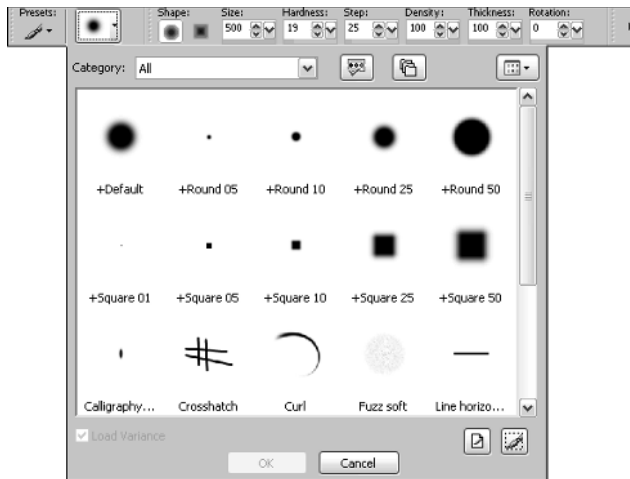 Presets: Shape: Size: Hardness: Step: Density: Thickness: Rotation:
500 19 25 100 100 0
Category: All
+Default +Round 05 +Round 10 +Round 25 +Round 50
+Square 01 +Square 05 +Square 10 +Square 25 +Square 50
Calligraphy... Crosshatch Curl Fuzz soft Line horizo...
Load Variance
OK Cancel